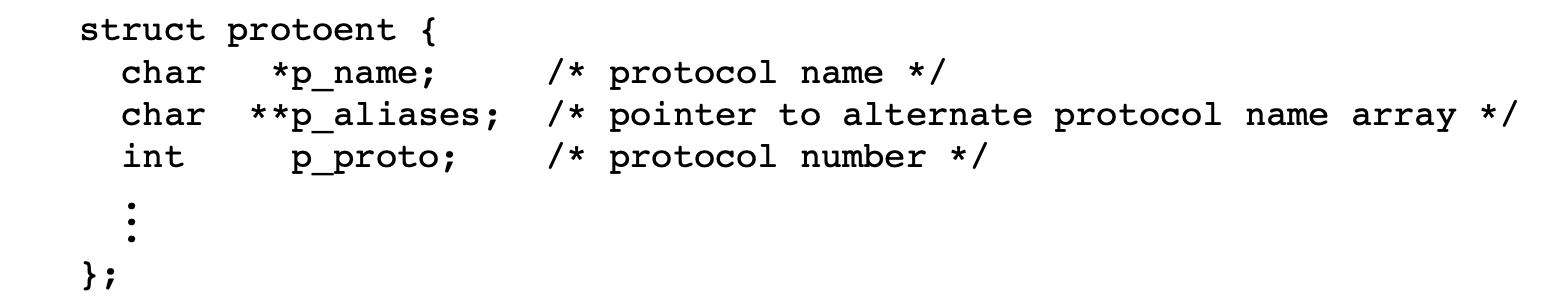 struct protoent {
  char   *p_name;     /* protocol name */
  char  **p_aliases;  /* pointer to alternate protocol name array */
  int     p_proto;    /* protocol number */
  ⋮
};